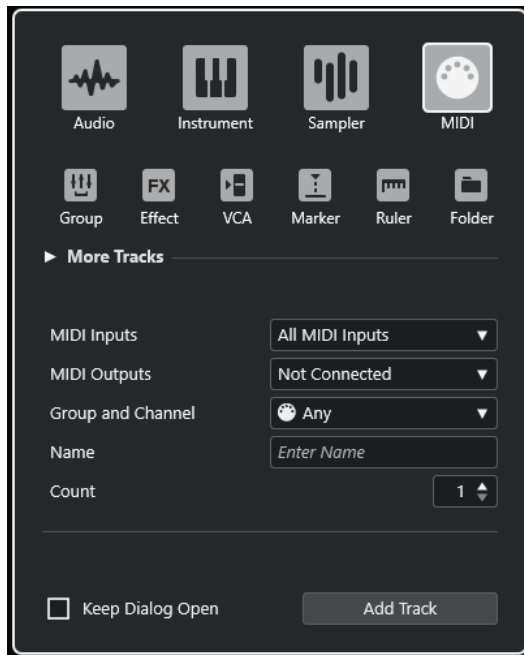 Audio Instrument Sampler MIDI
FX
Group Effect VCA Marker Ruler Folder
More Tracks
MIDI Inputs All MIDI Inputs
MIDI Outputs Not Connected
Group and Channel Any
Name Enter Name
Count 1
Keep Dialog Open Add Track